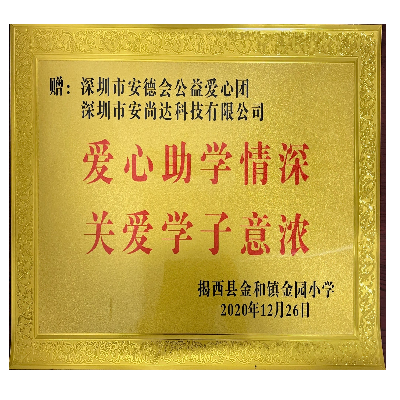 赠：深圳市安德会公益爱心团
深圳市安尚达科技有限公司
爱心助学情深
关爱学子意浓
揭西县金和镇金园小学
2020年12月26日